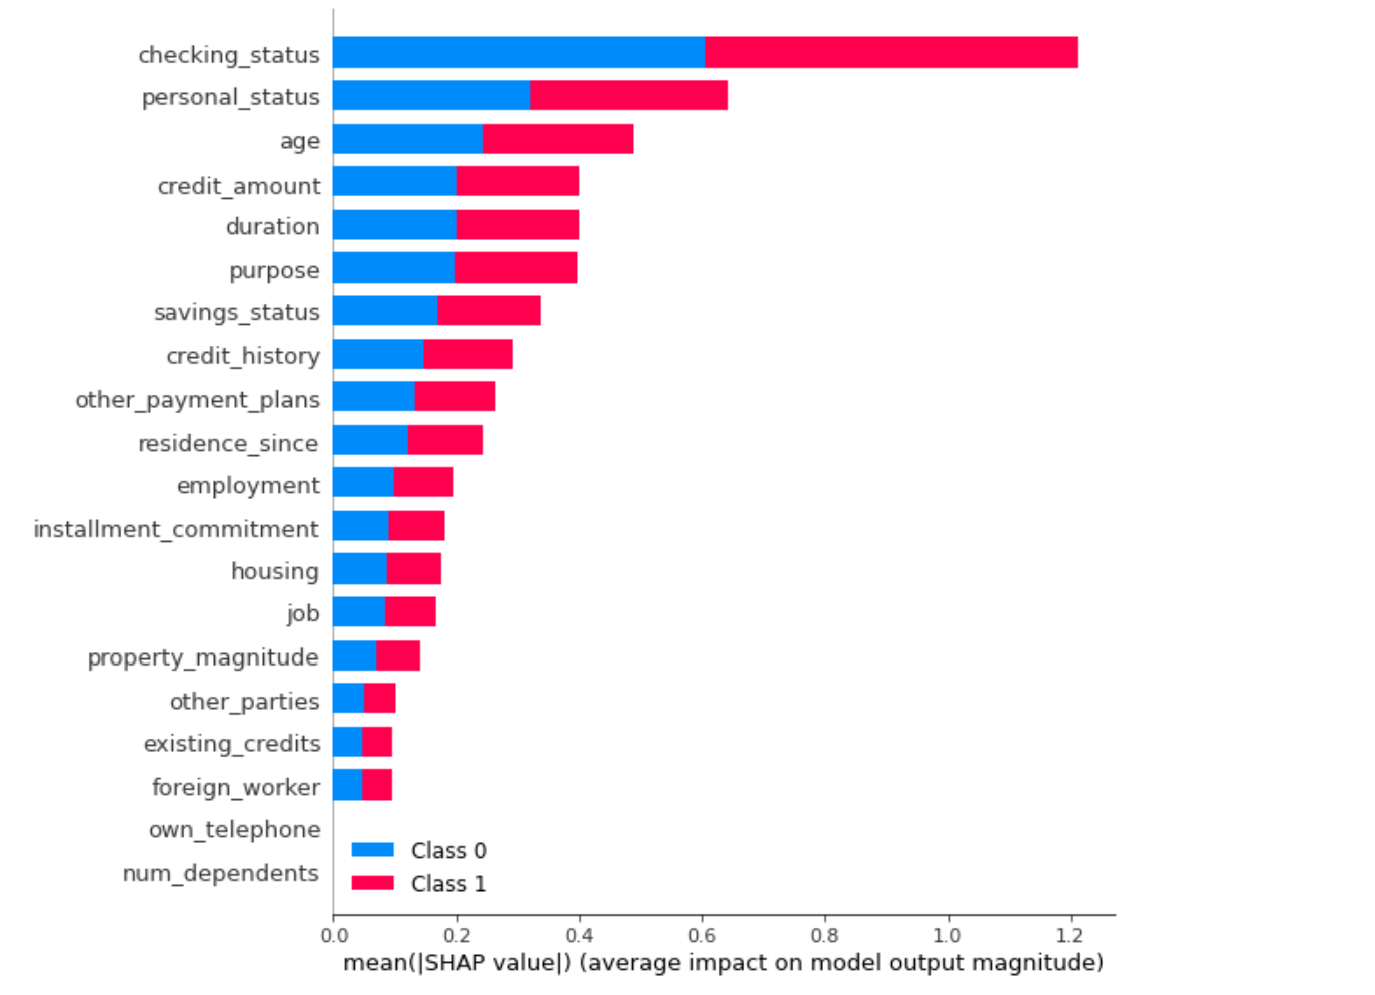 checking_status
personal_status
age
credit_amount
duration
purpose
savings_status
credit_history
other_payment_plans
residence_since
employment
installment_commitment
housing
job
property_magnitude
other_parties
existing_credits
foreign_worker
own_telephone
num_dependents
Class 0
Class 1
0.0 0.2 0.4 0.6 0.8 1.0 1.2
mean(|SHAP value|) (average impact on model output magnitude)